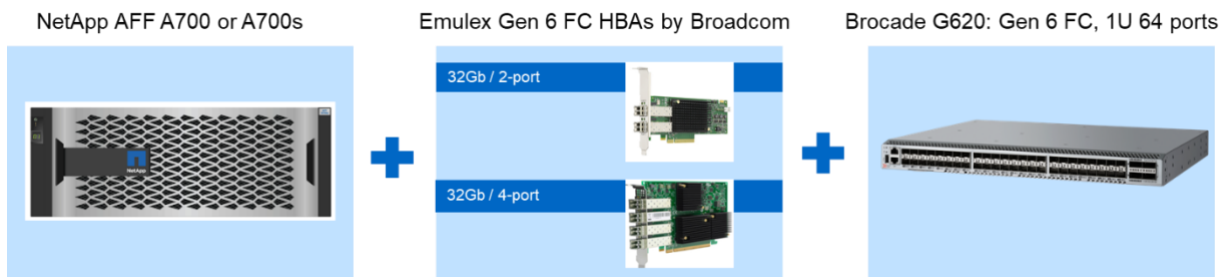 NetApp AFF A700 or A700s
Emulex Gen 6 FC HBAs by Broadcom
Brocade G620: Gen 6 FC, 1U 64 ports
32Gb / 2-port
NetApp
32Gb / 4-port